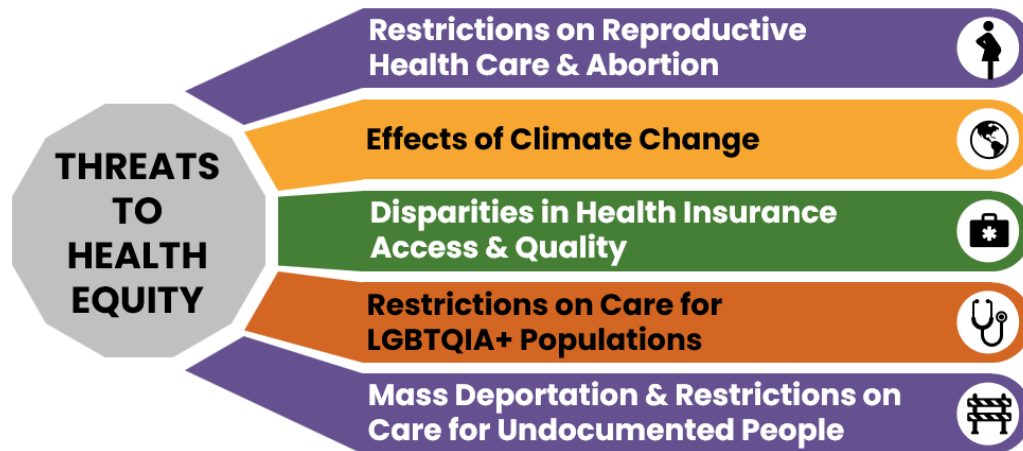 THREATS
TO
HEALTH
EQUITY
Restrictions on Reproductive
Health Care & Abortion
Effects of Climate Change
Disparities in Health Insurance
Access & Quality
Restrictions on Care for
LGBTQIA+ Populations
Mass Deportation & Restrictions on
Care for Undocumented People